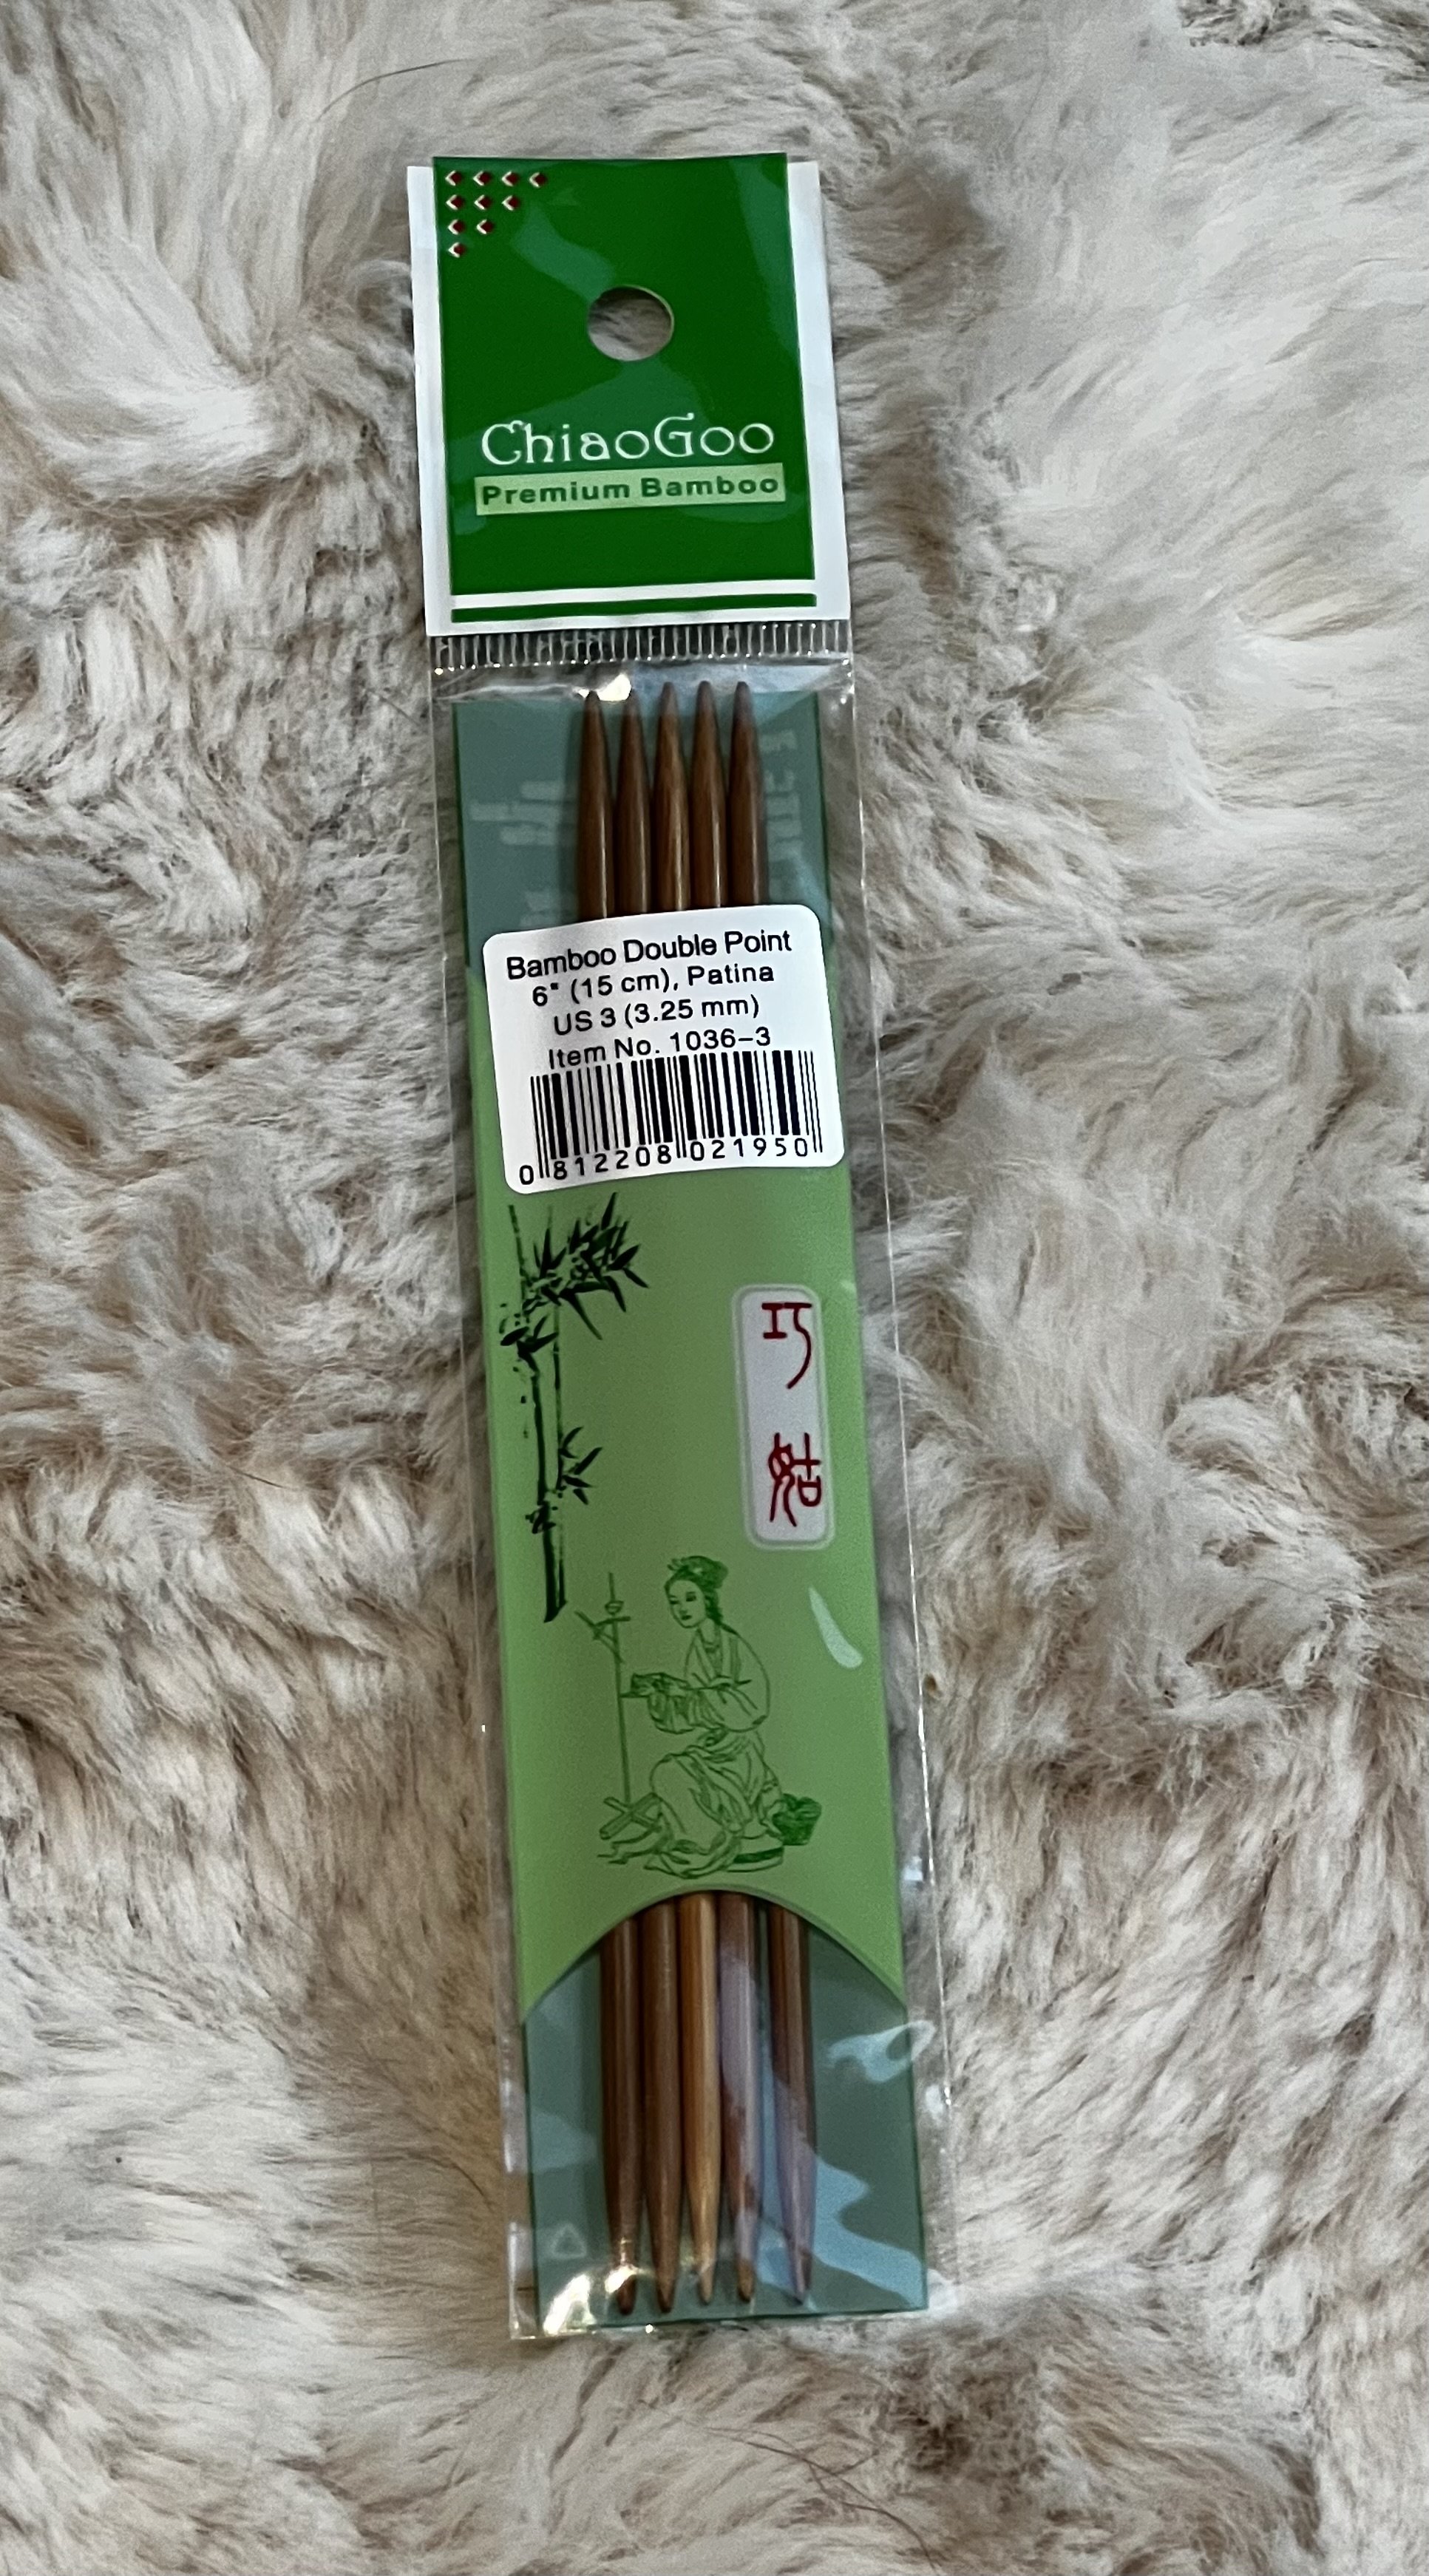 ChiaoGoo
Premium Bamboo
Bamboo Double Point
6" (15 cm), Patina
US 3 (3.25 mm)
Item No. 1036-3
0 812208 021950
巧
姑